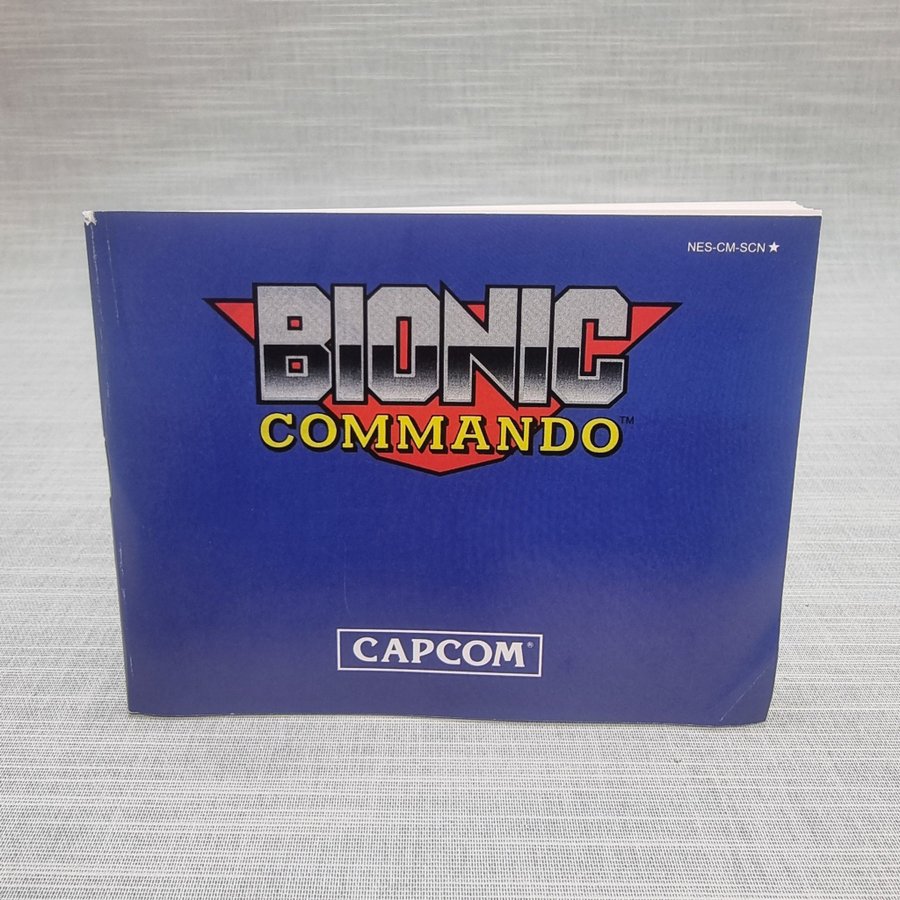 NES-CM-SCN★
BIONIC
COMMANDO™
CAPCOM®